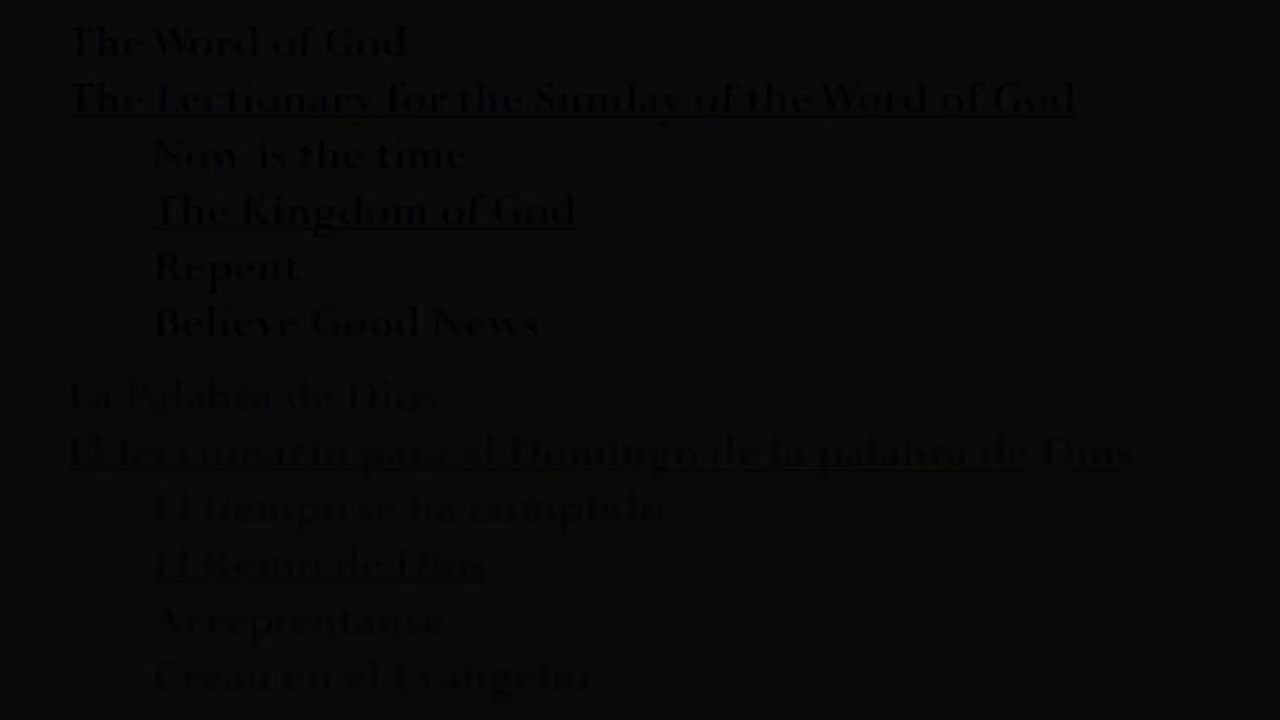 The Word of God
The Lectionary for the Sunday of the Word of God
Now is the time
The Kingdom of God
Repent
Believe Good News
La Palabra de Dios
El leccionario para el Domingo de la palabra de Dios
El tiempo se ha cumplido
El Reino de Dios
Arrepiéntanse
Crean en el Evangelio